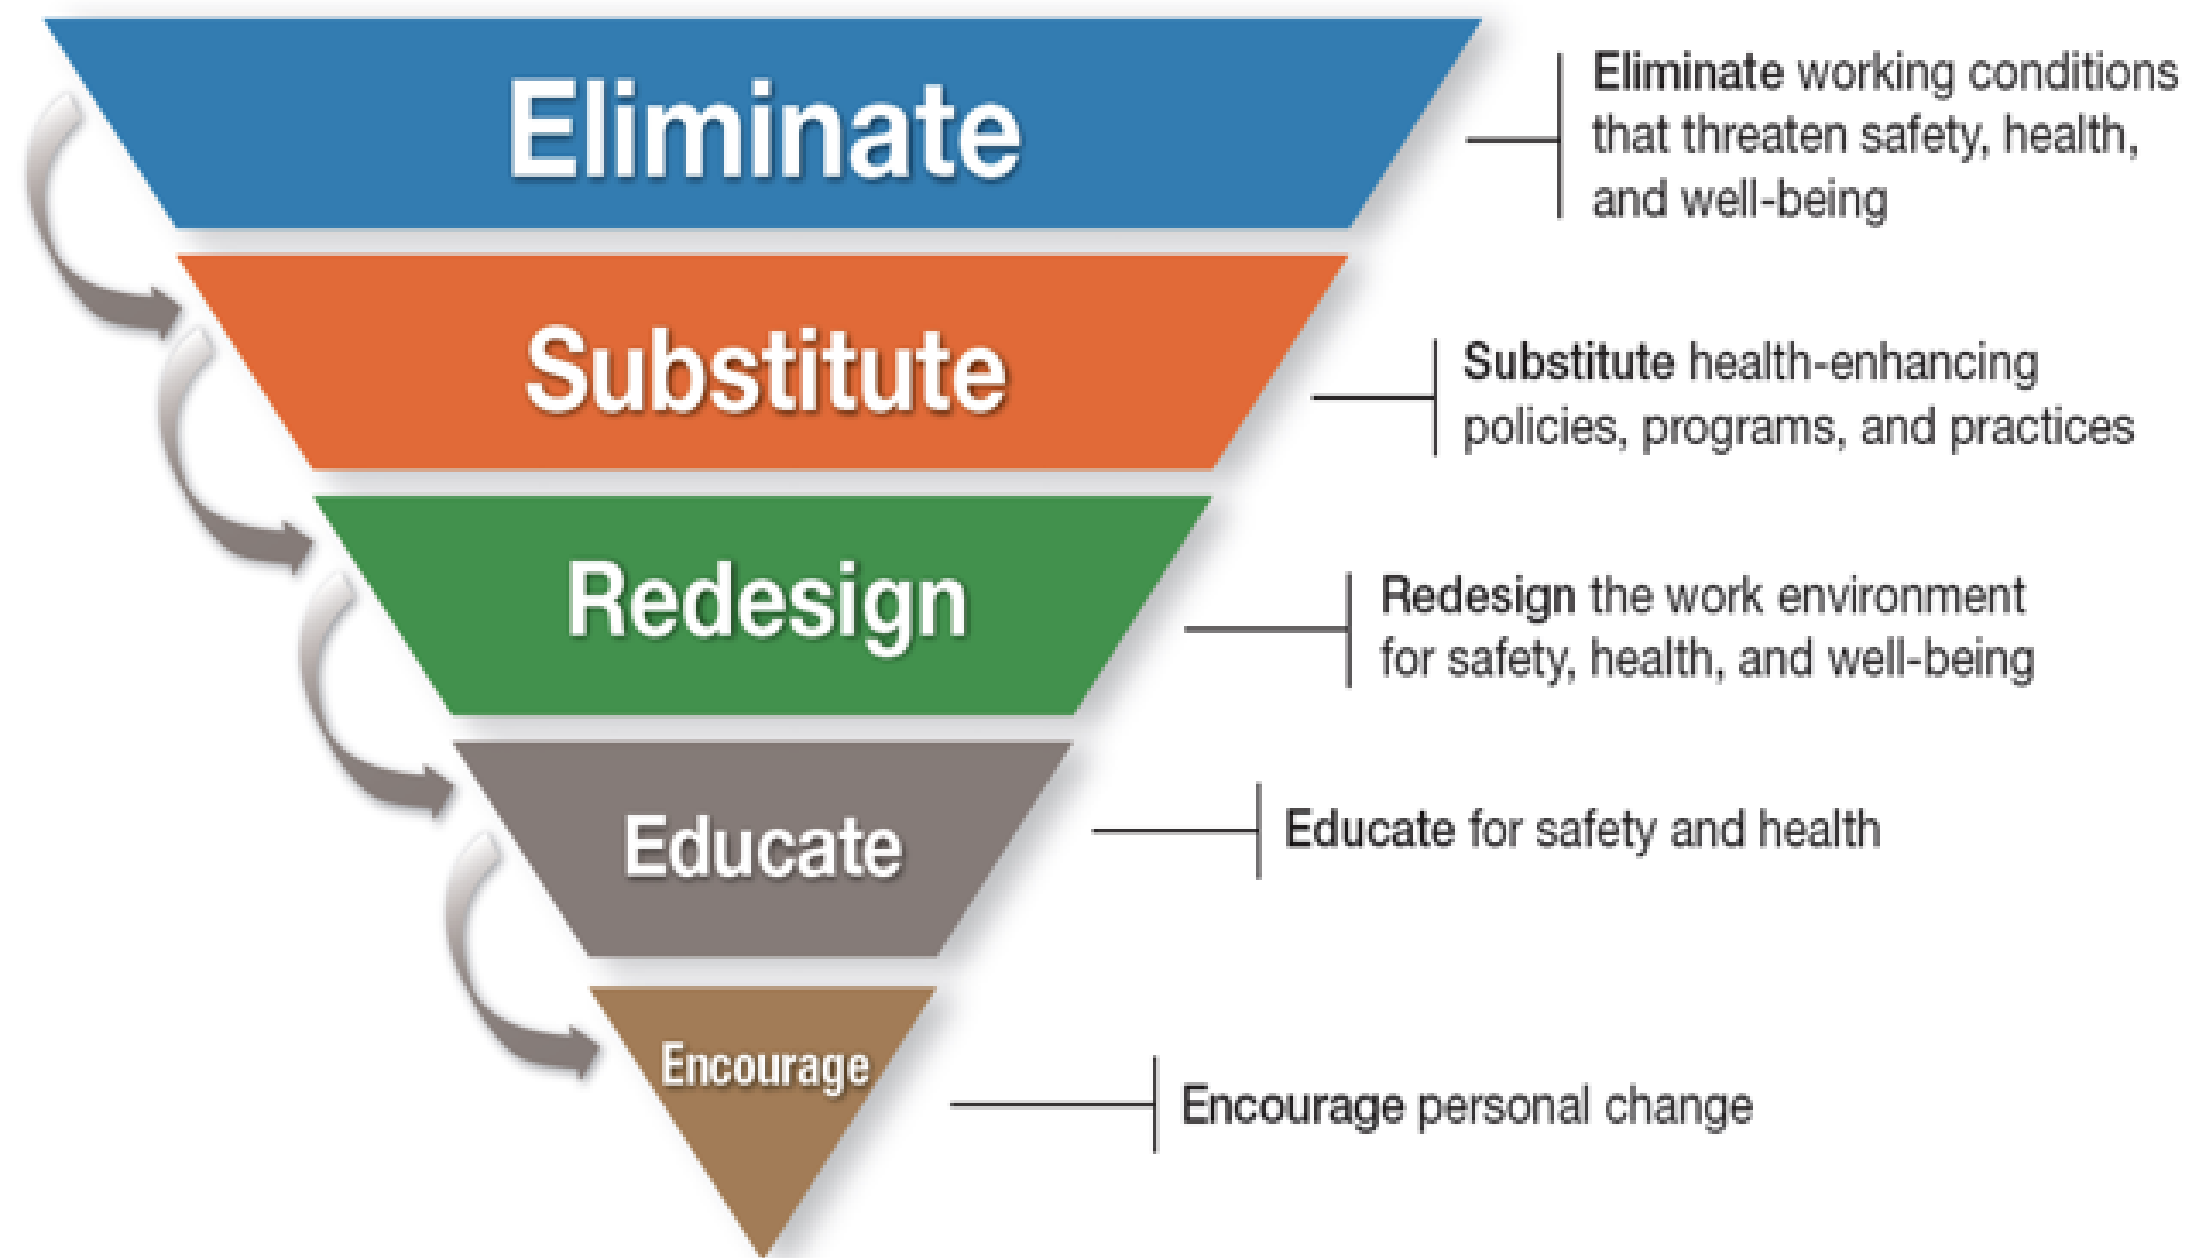 Eliminate
Eliminate working conditions
that threaten safety, health,
and well-being
Substitute
Substitute health-enhancing
policies, programs, and practices
Redesign
Redesign the work environment
for safety, health, and well-being
Educate
Educate for safety and health
Encourage
Encourage personal change